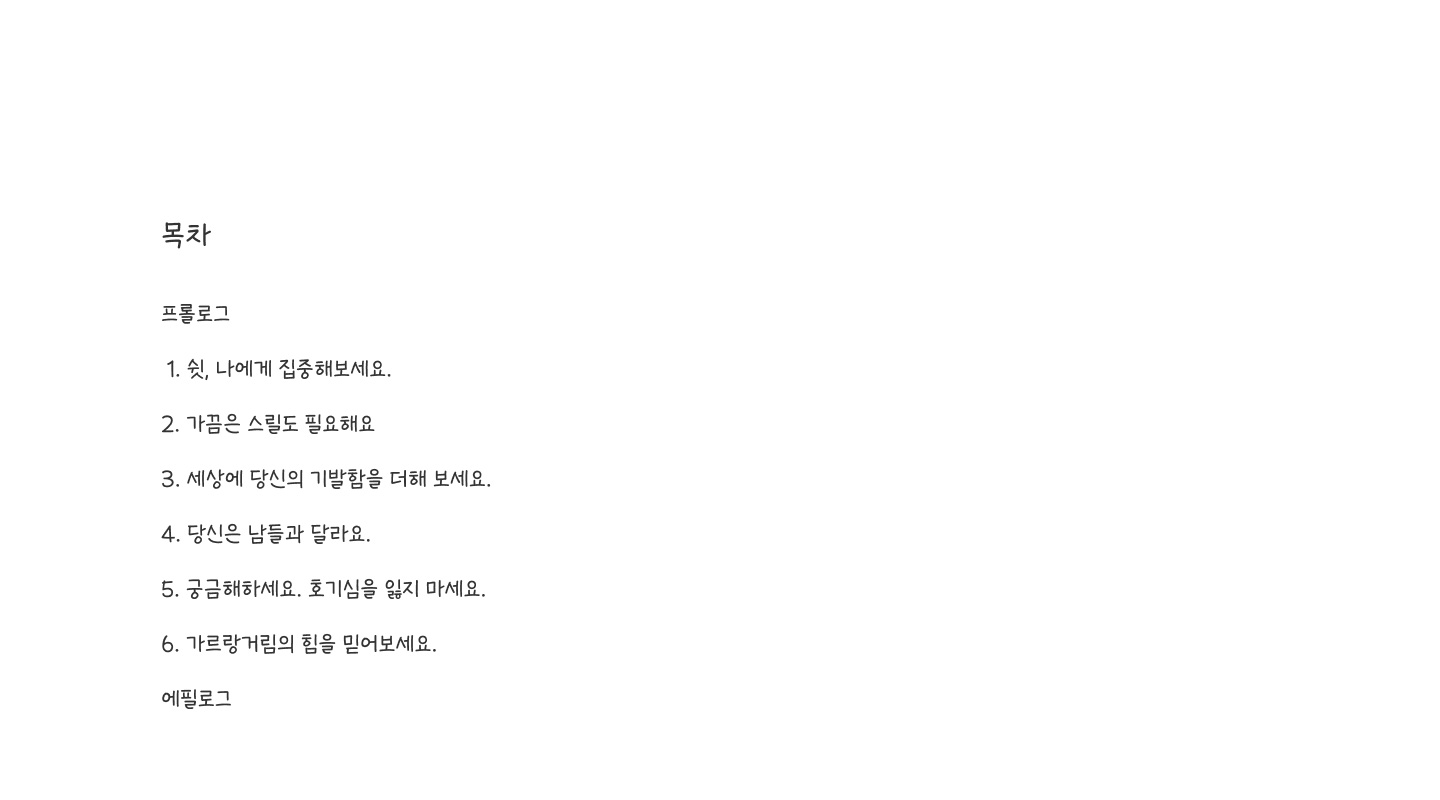 목차
프롤로그
1. 쉿, 나에게 집중해보세요.
2. 가끔은 스릴도 필요해요
3. 세상에 당신의 기발함을 더해 보세요.
4. 당신은 남들과 달라요.
5. 궁금해하세요. 호기심을 잃지 마세요.
6. 가르랑거림의 힘을 믿어보세요.
에필로그